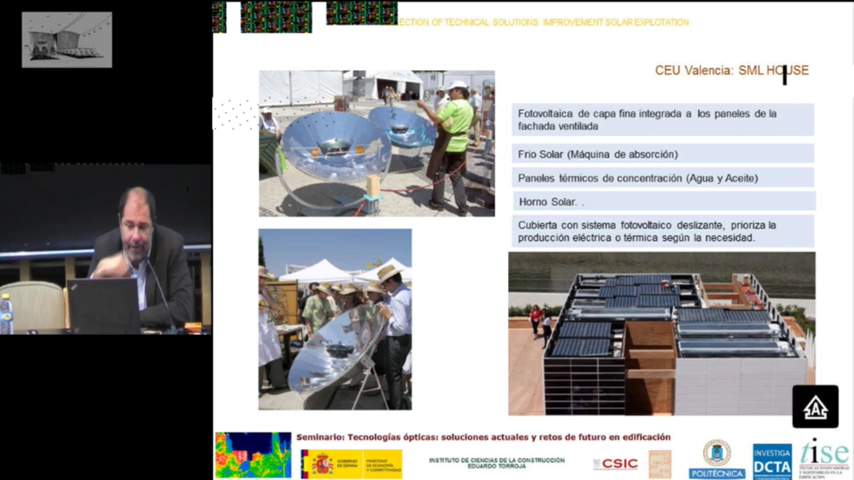 ECTION OF TECHNICAL SOLUTIONS: IMPROVEMENT SOLAR EXPLOTATION
CEU Valencia: SML HOUSE
Fotovoltaica de capa fina integrada a los paneles de la
fachada ventilada
Frio Solar (Máquina de absorción)
Paneles térmicos de concentración (Agua y Aceite)
Horno Solar. .
Cubierta con sistema fotovoltaico deslizante, prioriza la
producción eléctrica o térmica según la necesidad.
Seminario: Tecnologías ópticas: soluciones actuales y retos de futuro en edificación
GOBIERNO
DE ESPAÑA
MINISTERIO
DE ECONOMÍA
Y COMPETITIVIDAD
INSTITUTO DE CIENCIAS DE LA CONSTRUCCIÓN
EDUARDO TORROJA
CSIC
POLITÉCNICA
INVESTIGA
DCTA
tise